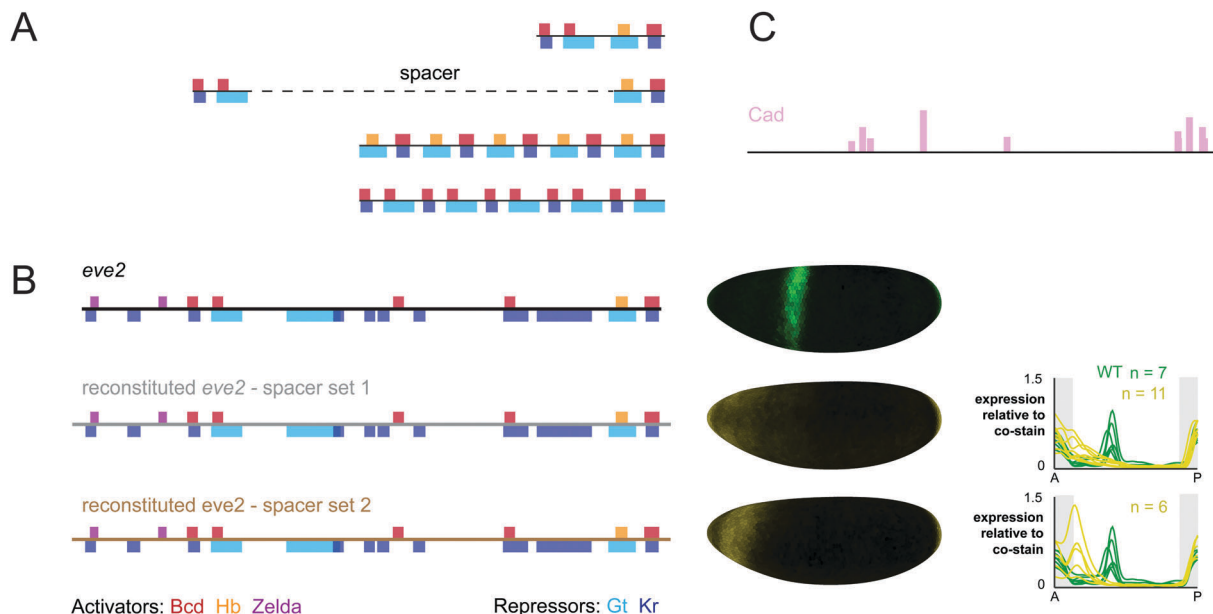 A
spacer
C
Cad
B
eve2
reconstituted eve2 - spacer set 1
WT n = 7
n = 11
1.5
expression
relative to
co-stain
0
A
P
reconstituted eve2 - spacer set 2
n = 6
1.5
expression
relative to
co-stain
0
A
P
Activators: Bcd Hb Zelda
Repressors: Gt Kr